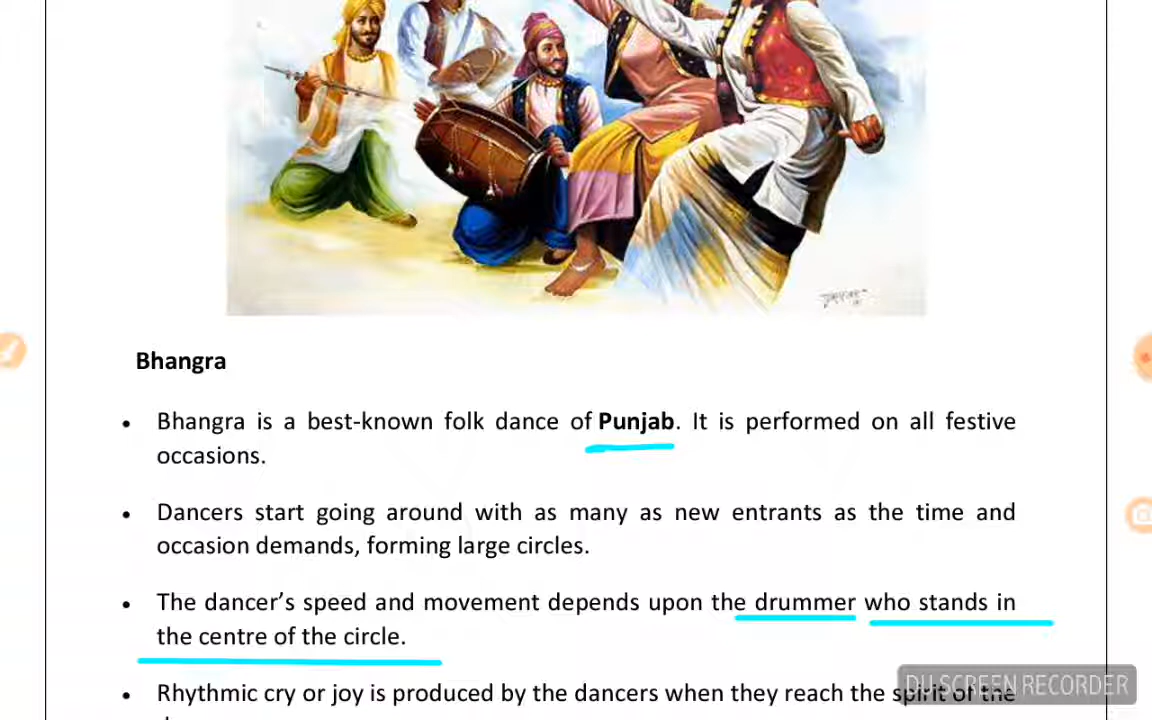 Bhangra
• Bhangra is a best-known folk dance of Punjab. It is performed on all festive
occasions.
• Dancers start going around with as many as new entrants as the time and
occasion demands, forming large circles.
• The dancer's speed and movement depends upon the drummer who stands in
the centre of the circle.
• Rhythmic cry or joy is produced by the dancers when they reach the spirit of the
DU SCREEN RECORDER